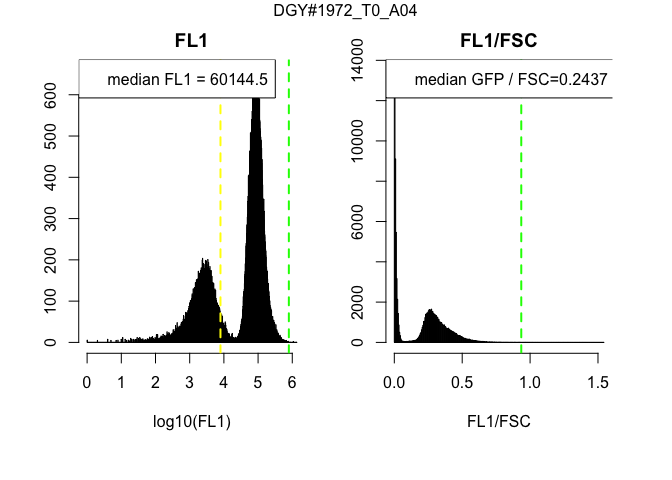 DGY#1972_T0_A04
FL1
median FL1 = 60144.5
0 100 200 300 400 500 600
0 1 2 3 4 5 6
log10(FL1)
FL1/FSC
median GFP / FSC=0.2437
0 2000 6000 10000 14000
0.0 0.5 1.0 1.5
FL1/FSC